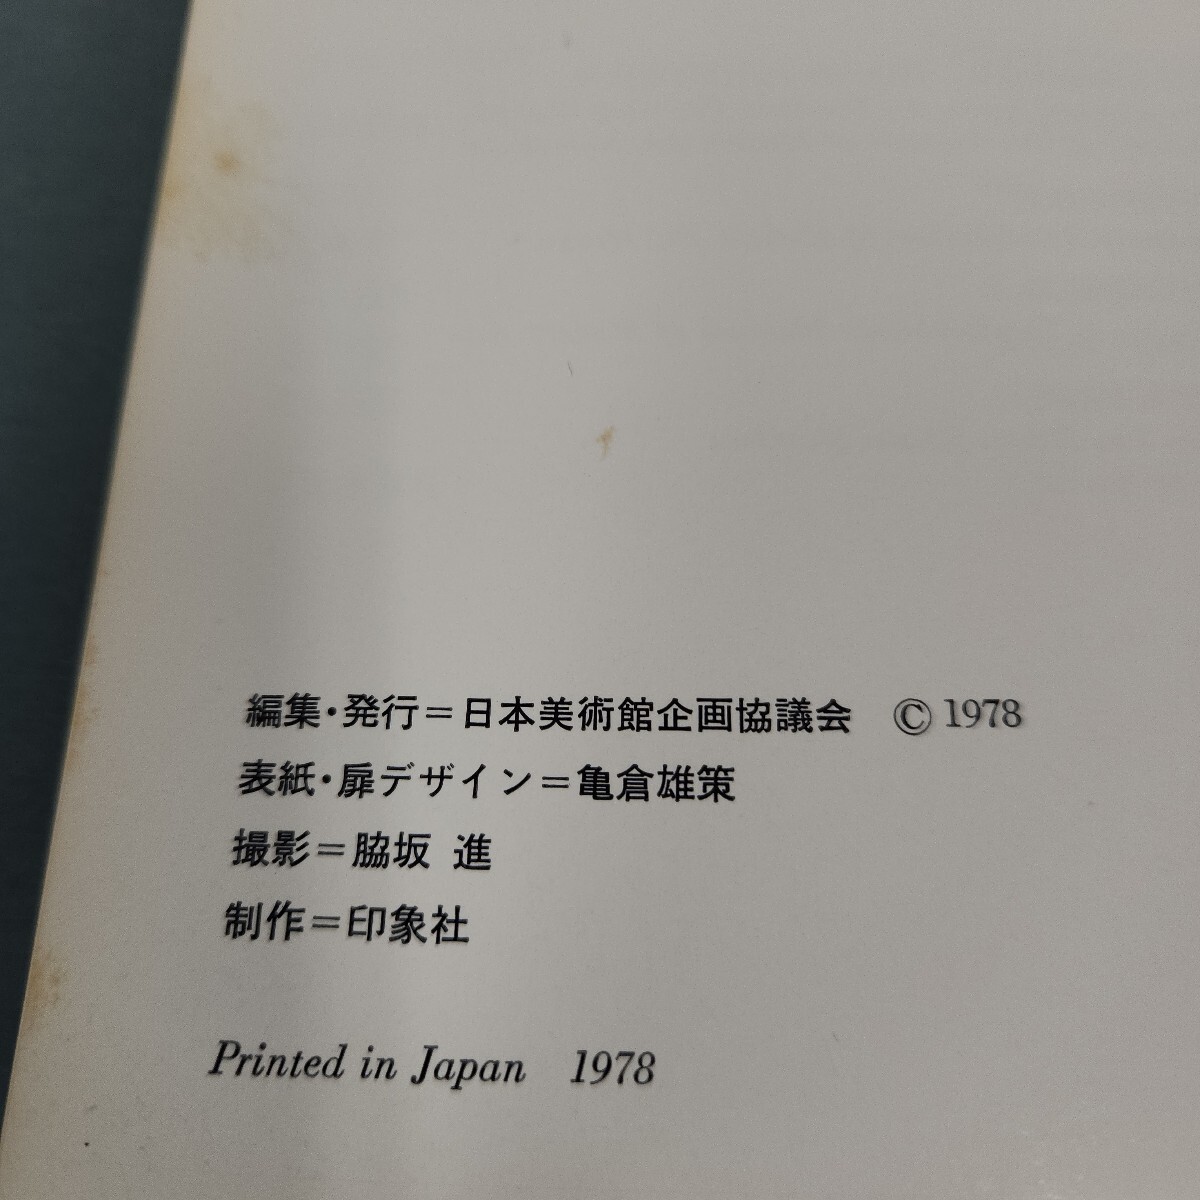 編集・発行＝日本美術館企画協議会　© 1978
表紙・扉デザイン＝亀倉雄策
撮影＝脇坂 進
制作＝印象社
Printed in Japan　1978